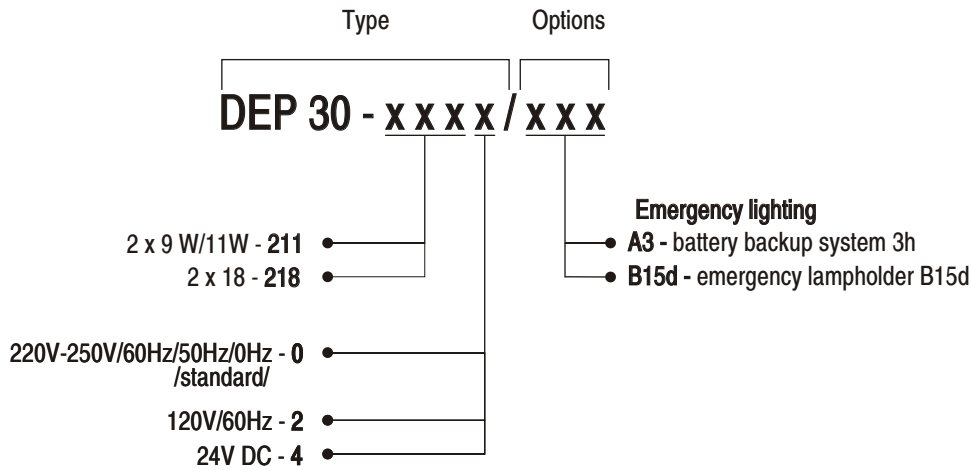 Type
Options
DEP 30 - x x x x / x x x
Emergency lighting
2 x 9 W/11W - 211
A3 - battery backup system 3h
2 x 18 - 218
B15d - emergency lampholder B15d
220V-250V/60Hz/50Hz/0Hz - 0
/standard/
120V/60Hz - 2
24V DC - 4